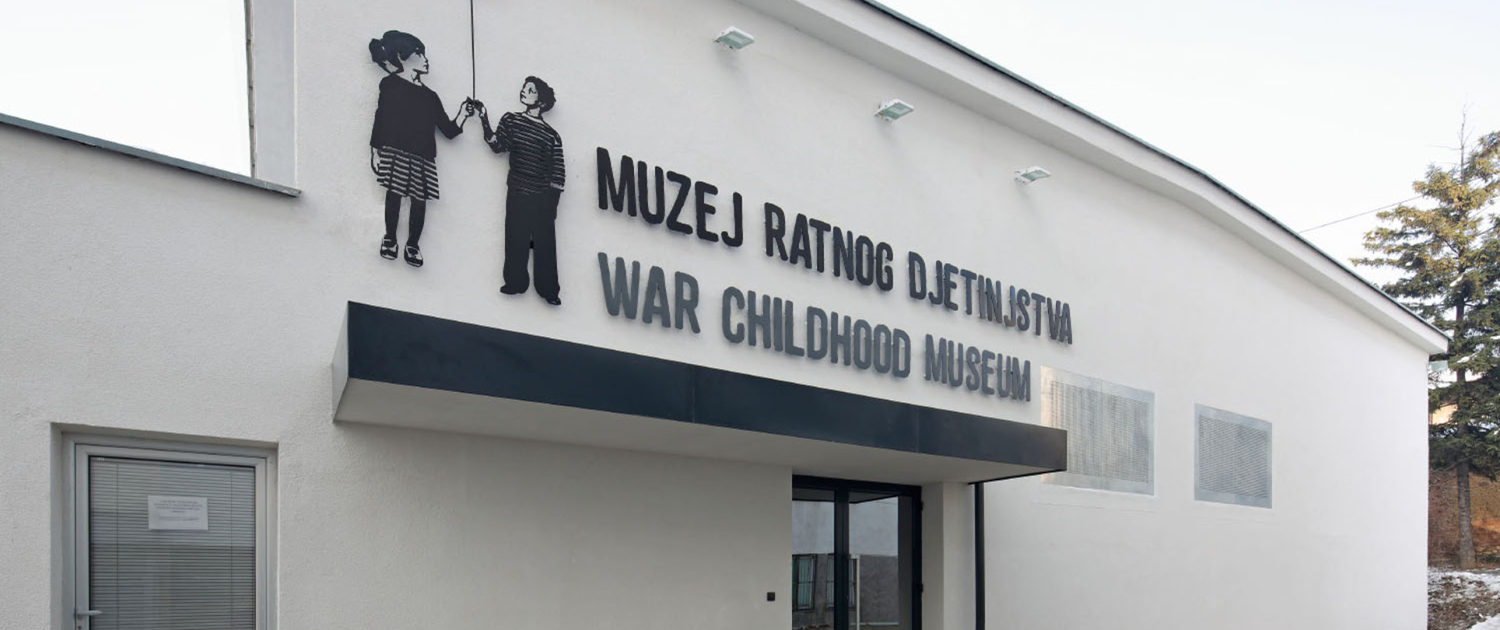 MUZEJ RATNOG DJETINJSTVA
WAR CHILDHOOD MUSEUM